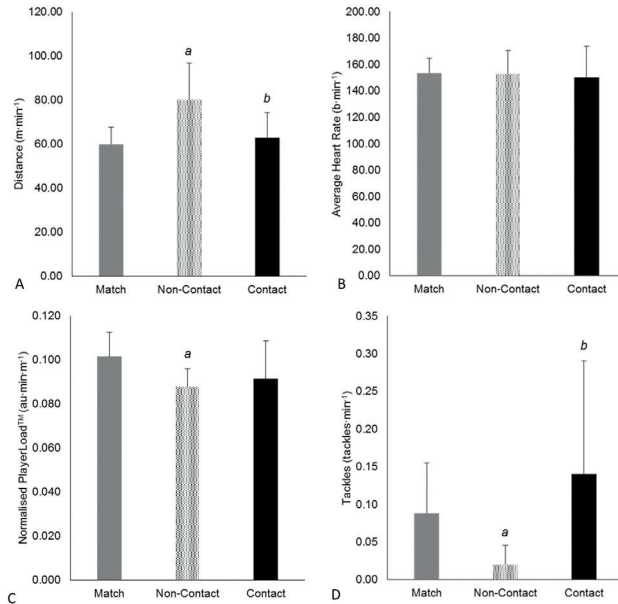 120.00
100.00
80.00
60.00
40.00
20.00
0.00
Distance (m·min⁻¹)
a
b
Match Non-Contact Contact
A
200.00
180.00
160.00
140.00
120.00
100.00
80.00
60.00
40.00
20.00
0.00
Average Heart Rate (b·min⁻¹)
Match Non-Contact Contact
B
0.120
0.100
0.080
0.060
0.040
0.020
0.000
Normalised PlayerLoad™ (au·min·m⁻¹)
a
Match Non-Contact Contact
C
0.35
0.30
0.25
0.20
0.15
0.10
0.05
0.00
Tackles (tackles·min⁻¹)
a
b
Match Non-Contact Contact
D